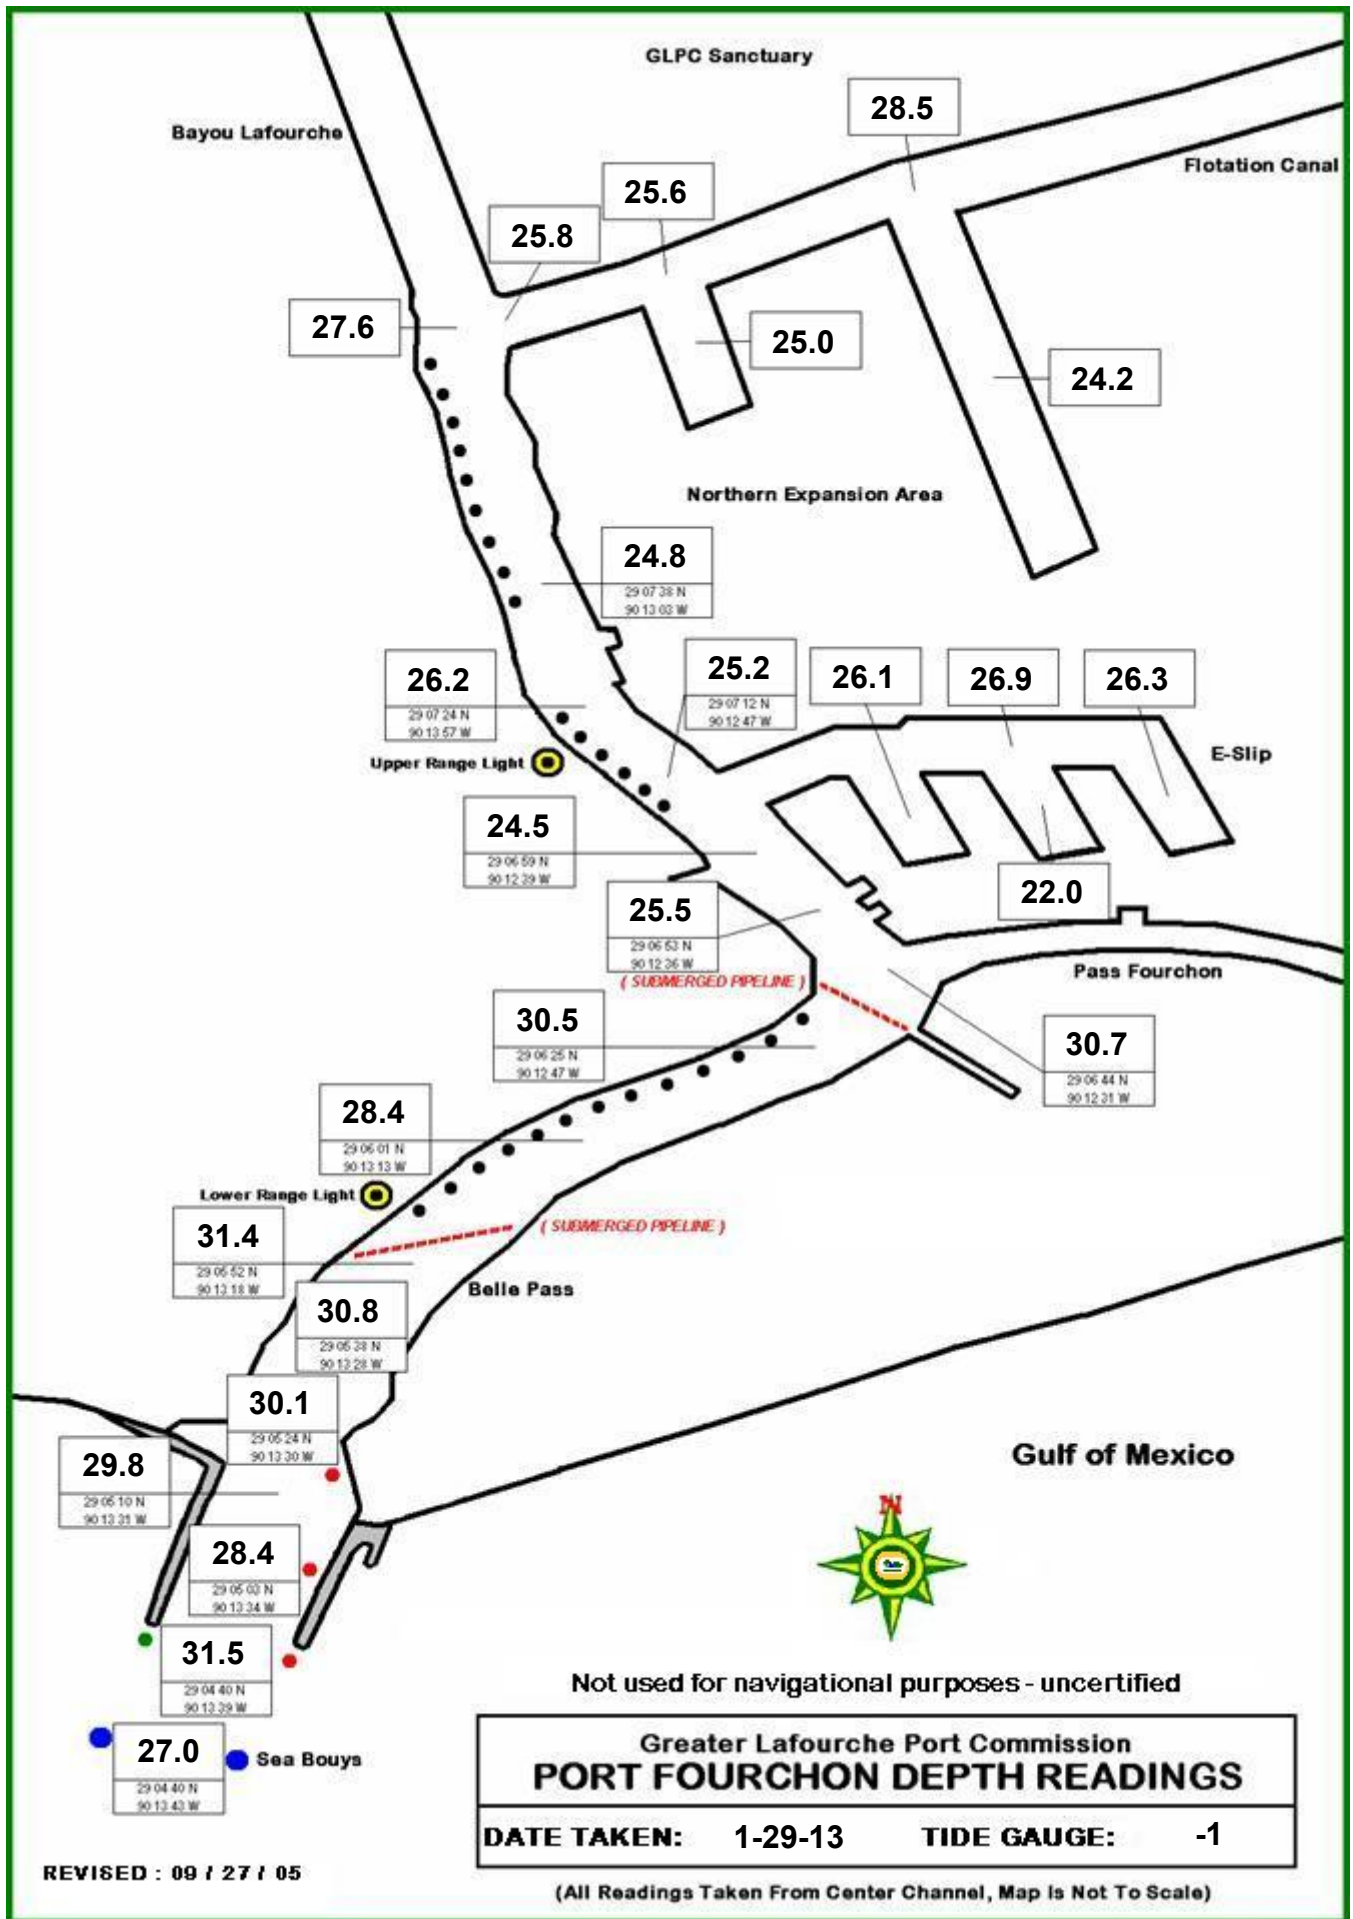 GLPC Sanctuary
28.5
Bayou Lafourche
Flotation Canal
25.6
25.8
27.6
25.0
24.2
Northern Expansion Area
24.8
29 07 38 N
90 13 03 W
26.2
29 07 24 N
90 13 57 W
25.2
29 07 12 N
90 12 47 W
26.1
26.9
26.3
E-Slip
Upper Range Light
24.5
29 06 59 N
90 12 39 W
22.0
25.5
29 06 53 N
90 12 36 W
( SUBMERGED PIPELINE )
Pass Fourchon
30.5
29 06 25 N
90 12 47 W
30.7
29 06 44 N
90 12 31 W
28.4
29 06 01 N
90 13 13 W
Lower Range Light
31.4
29 05 52 N
90 13 18 W
( SUBMERGED PIPELINE )
Belle Pass
30.8
29 05 38 N
90 13 28 W
30.1
29 05 24 N
90 13 30 W
29.8
29 05 10 N
90 13 31 W
Gulf of Mexico
N
28.4
29 05 03 N
90 13 34 W
31.5
29 04 40 N
90 13 39 W
27.0
29 04 40 N
90 13 43 W
Sea Bouys
Not used for navigational purposes - uncertified
Greater Lafourche Port Commission
PORT FOURCHON DEPTH READINGS
DATE TAKEN: 1-29-13 TIDE GAUGE: -1
REVISED : 09 / 27 / 05
(All Readings Taken From Center Channel, Map Is Not To Scale)